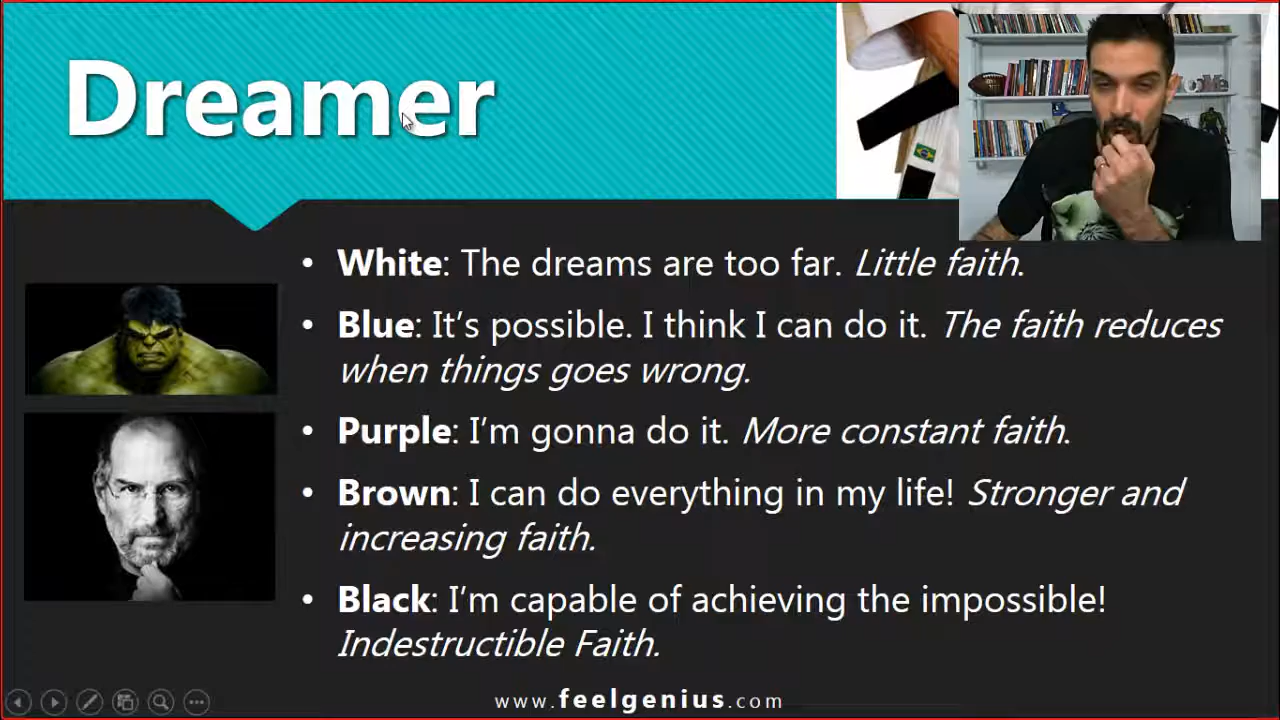 Dreamer
• White: The dreams are too far. Little faith.
• Blue: It’s possible. I think I can do it. The faith reduces
when things goes wrong.
• Purple: I’m gonna do it. More constant faith.
• Brown: I can do everything in my life! Stronger and
increasing faith.
• Black: I’m capable of achieving the impossible!
Indestructible Faith.
www.feelgenius.com